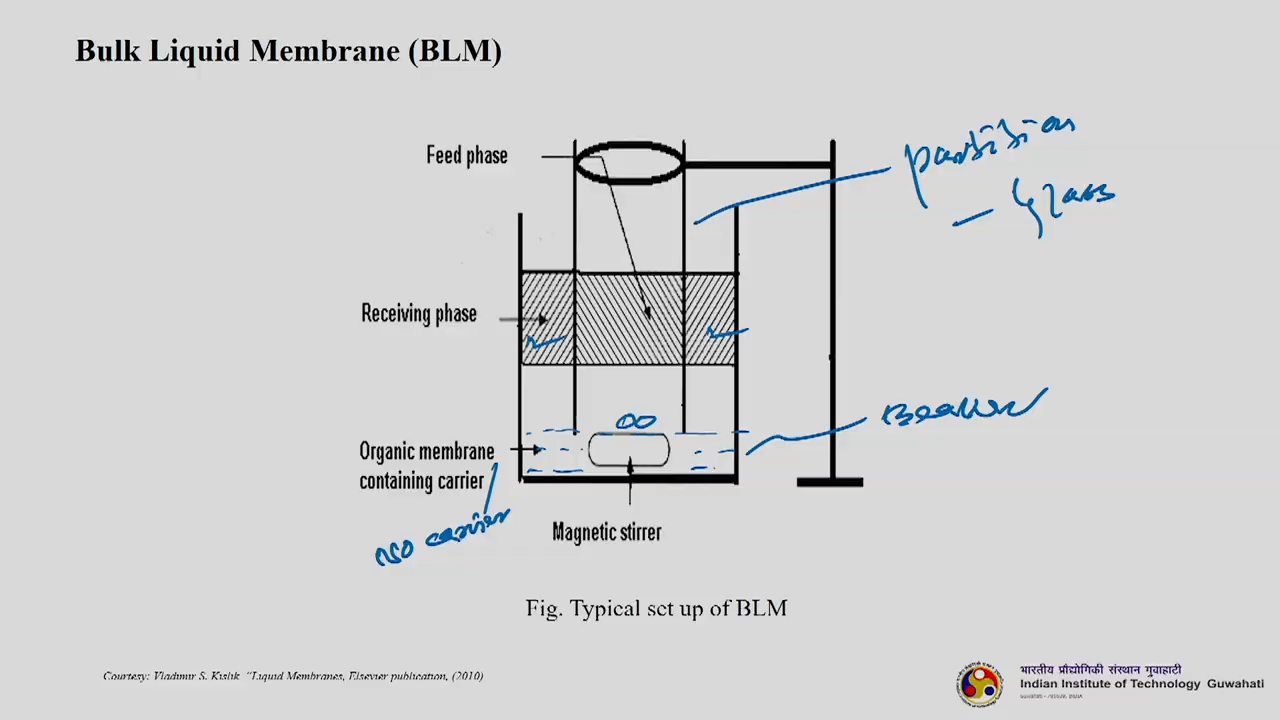 Bulk Liquid Membrane (BLM)
Feed phase
partition
- Glass
Receiving phase
Beaker
Organic membrane
containing carrier
no carrier
Magnetic stirrer
Fig. Typical set up of BLM
Courtesy: Vladimir S. Kislik "Liquid Membranes, Elsevier publication, (2010)
भारतीय प्रौद्योगिकी संस्थान गुवाहाटी
Indian Institute of Technology Guwahati